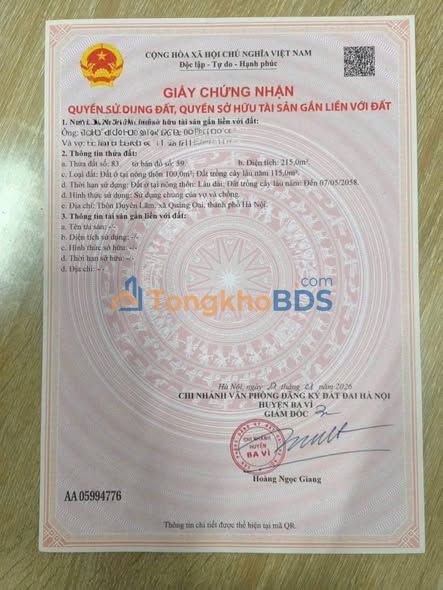 CỘNG HÒA XÃ HỘI CHỦ NGHĨA VIỆT NAM
Độc lập - Tự do - Hạnh phúc
GIẤY CHỨNG NHẬN
QUYỀN SỬ DỤNG ĐẤT, QUYỀN SỞ HỮU TÀI SẢN GẮN LIỀN VỚI ĐẤT
1. sở hữu tài sản gắn liền với đất:
Ông:
Và vợ:
2. Thông tin thửa đất:
a. Thửa đất số: 83. tờ bản đồ số: 59. b. Diện tích: 215,0m².
c. Loại đất: Đất ở tại nông thôn 100,0m²; Đất trồng cây lâu năm 115,0m².
d. Thời hạn sử dụng: Đất ở tại nông thôn: Lâu dài; Đất trồng cây lâu năm: Đến 07/05/2058.
đ. Hình thức sử dụng: Sử dụng chung của vợ và chồng.
e. Địa chỉ: Thôn Duyên Lãm, xã Quảng Oai, thành phố Hà Nội.
3. Thông tin tài sản gắn liền với đất:
a. Tên tài sản: -/-
b. Diện tích sử dụng: -/-
c. Hình thức sở hữu: -/-
d. Thời hạn sở hữu: -/-
đ. Địa chỉ: -/-
TongkhoBDS.com
Hà Nội, ngày tháng năm 2026
CHI NHÁNH VĂN PHÒNG ĐĂNG KÝ ĐẤT ĐAI HÀ NỘI
HUYỆN BA VÌ
GIÁM ĐỐC
CHI NHÁNH
HUYỆN
BA VÌ
Hoàng Ngọc Giang
AA 05994776
Thông tin chi tiết được thể hiện tại mã QR.